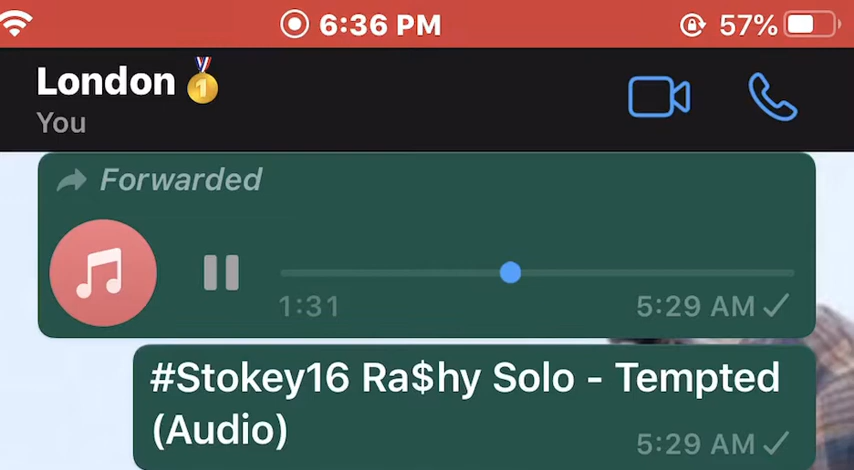 6:36 PM 57%
London 🥇
You
Forwarded
1:31 5:29 AM
#Stokey16 Ra$hy Solo - Tempted
(Audio)
5:29 AM